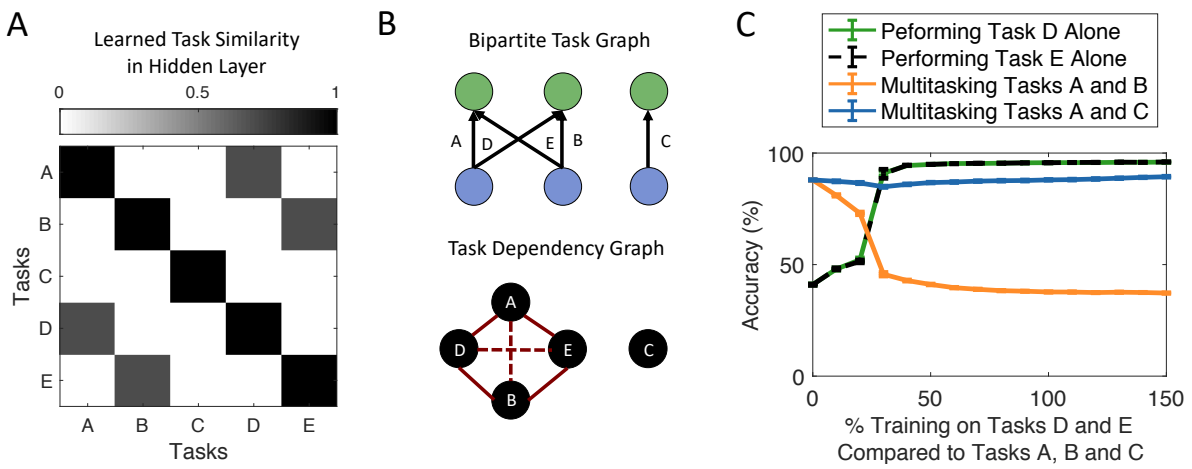 A
Learned Task Similarity
in Hidden Layer
0
0.5
1
A
B
C
D
E
Tasks
A
B
C
D
E
Tasks
B
Bipartite Task Graph
A
D
E
B
C
Task Dependency Graph
A
D
E
C
B
C
Peforming Task D Alone
Performing Task E Alone
Multitasking Tasks A and B
Multitasking Tasks A and C
100
50
0
Accuracy (%)
0
50
100
150
% Training on Tasks D and E
Compared to Tasks A, B and C